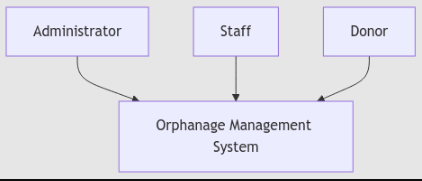 Administrator
Staff
Donor
Orphanage Management
System